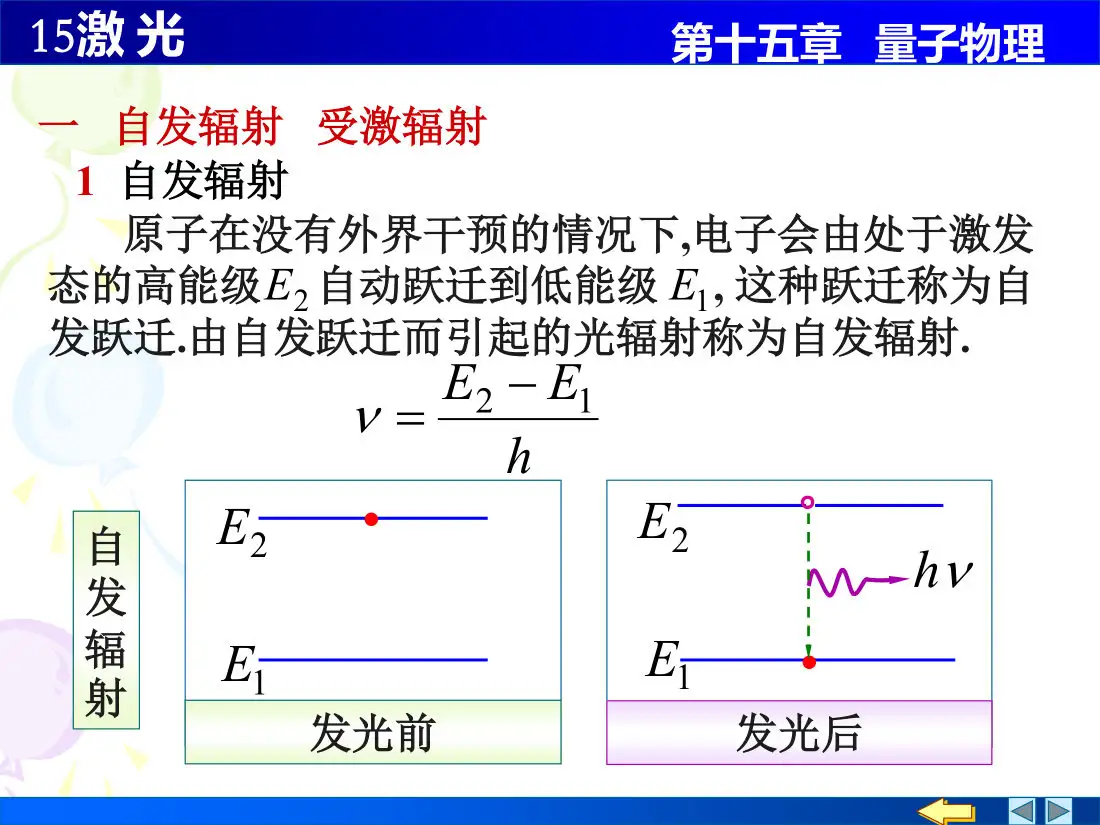 15激光 第十五章 量子物理
一 自发辐射 受激辐射
1 自发辐射
原子在没有外界干预的情况下,电子会由处于激发
态的高能级E₂自动跃迁到低能级 E₁, 这种跃迁称为自
发跃迁.由自发跃迁而引起的光辐射称为自发辐射.
ν = (E₂ − E₁) / h
自发辐射
E₂
E₁
发光前
E₂
hν
E₁
发光后